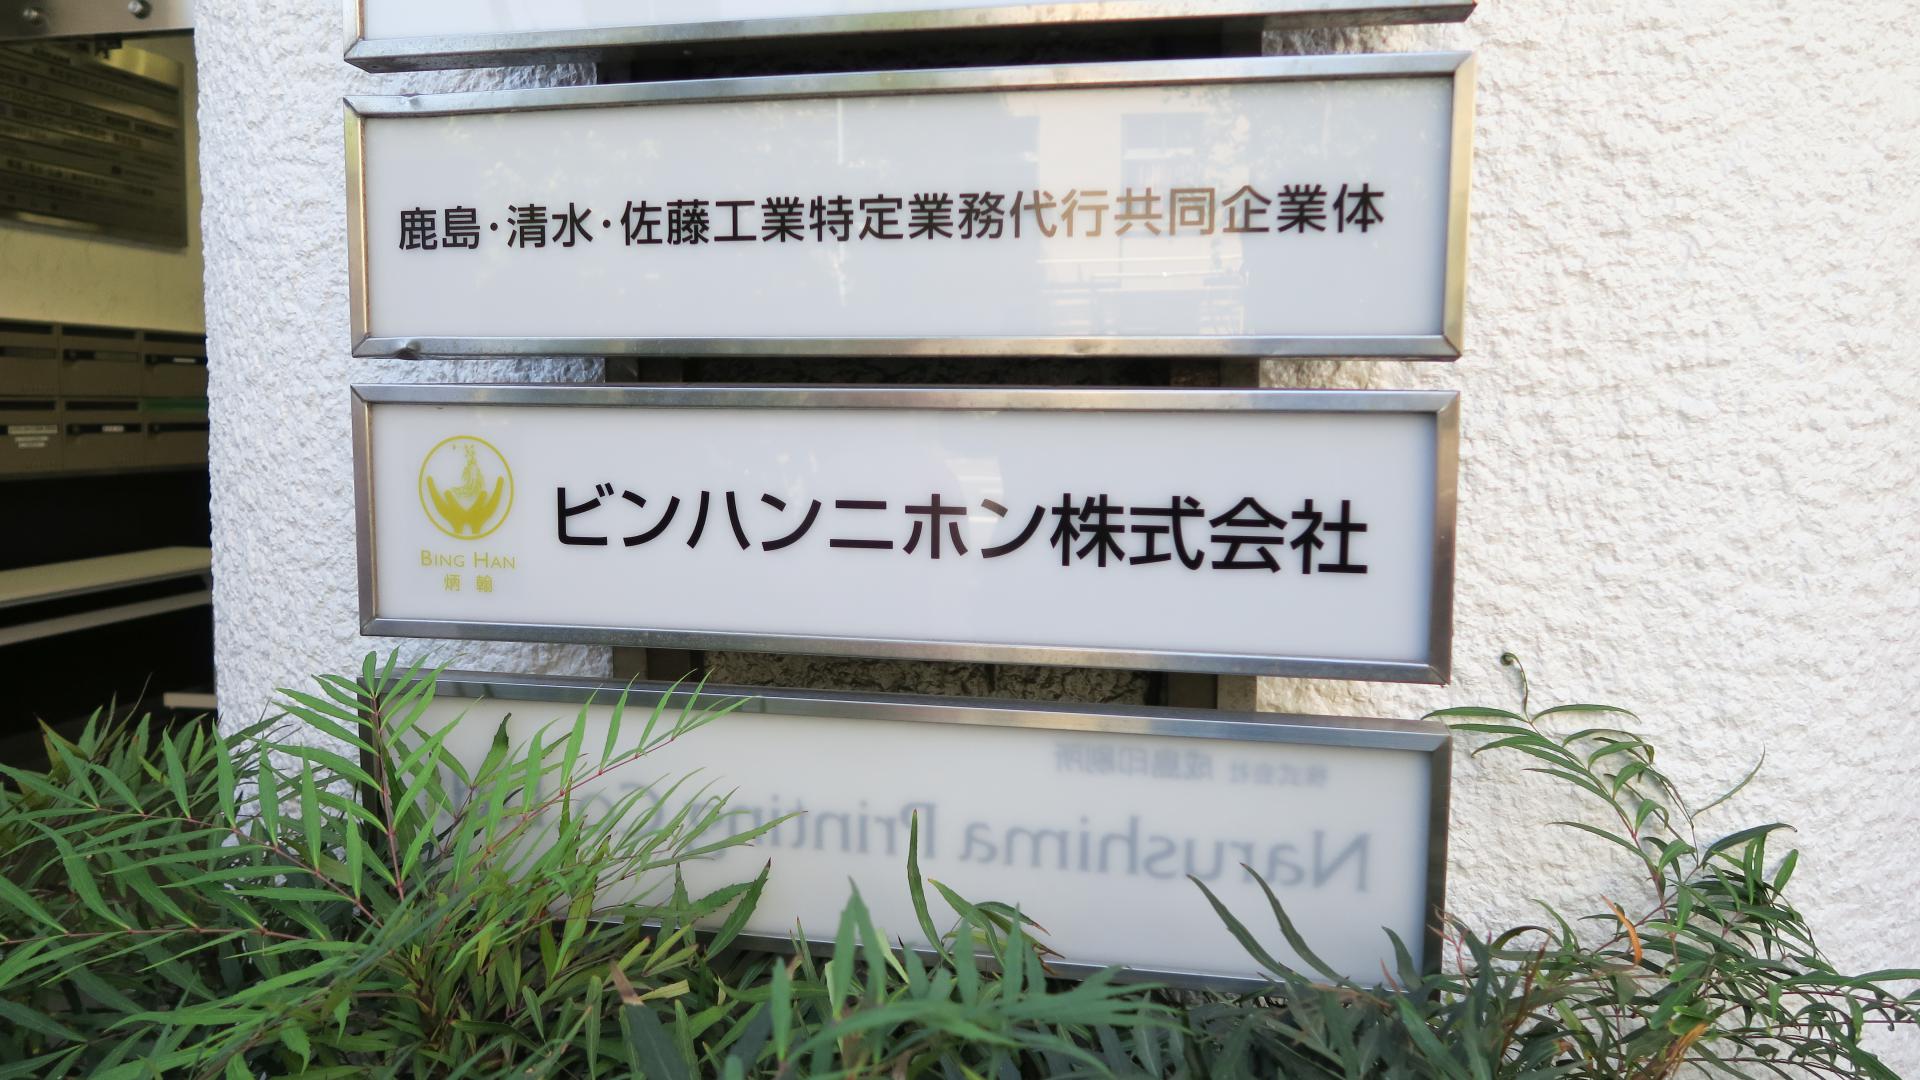 鹿島・清水・佐藤工業特定業務代行共同企業体
ビンハンニホン株式会社
BING HAN
炳翰
株式会社 成島印刷所
Narushima Printing Co.